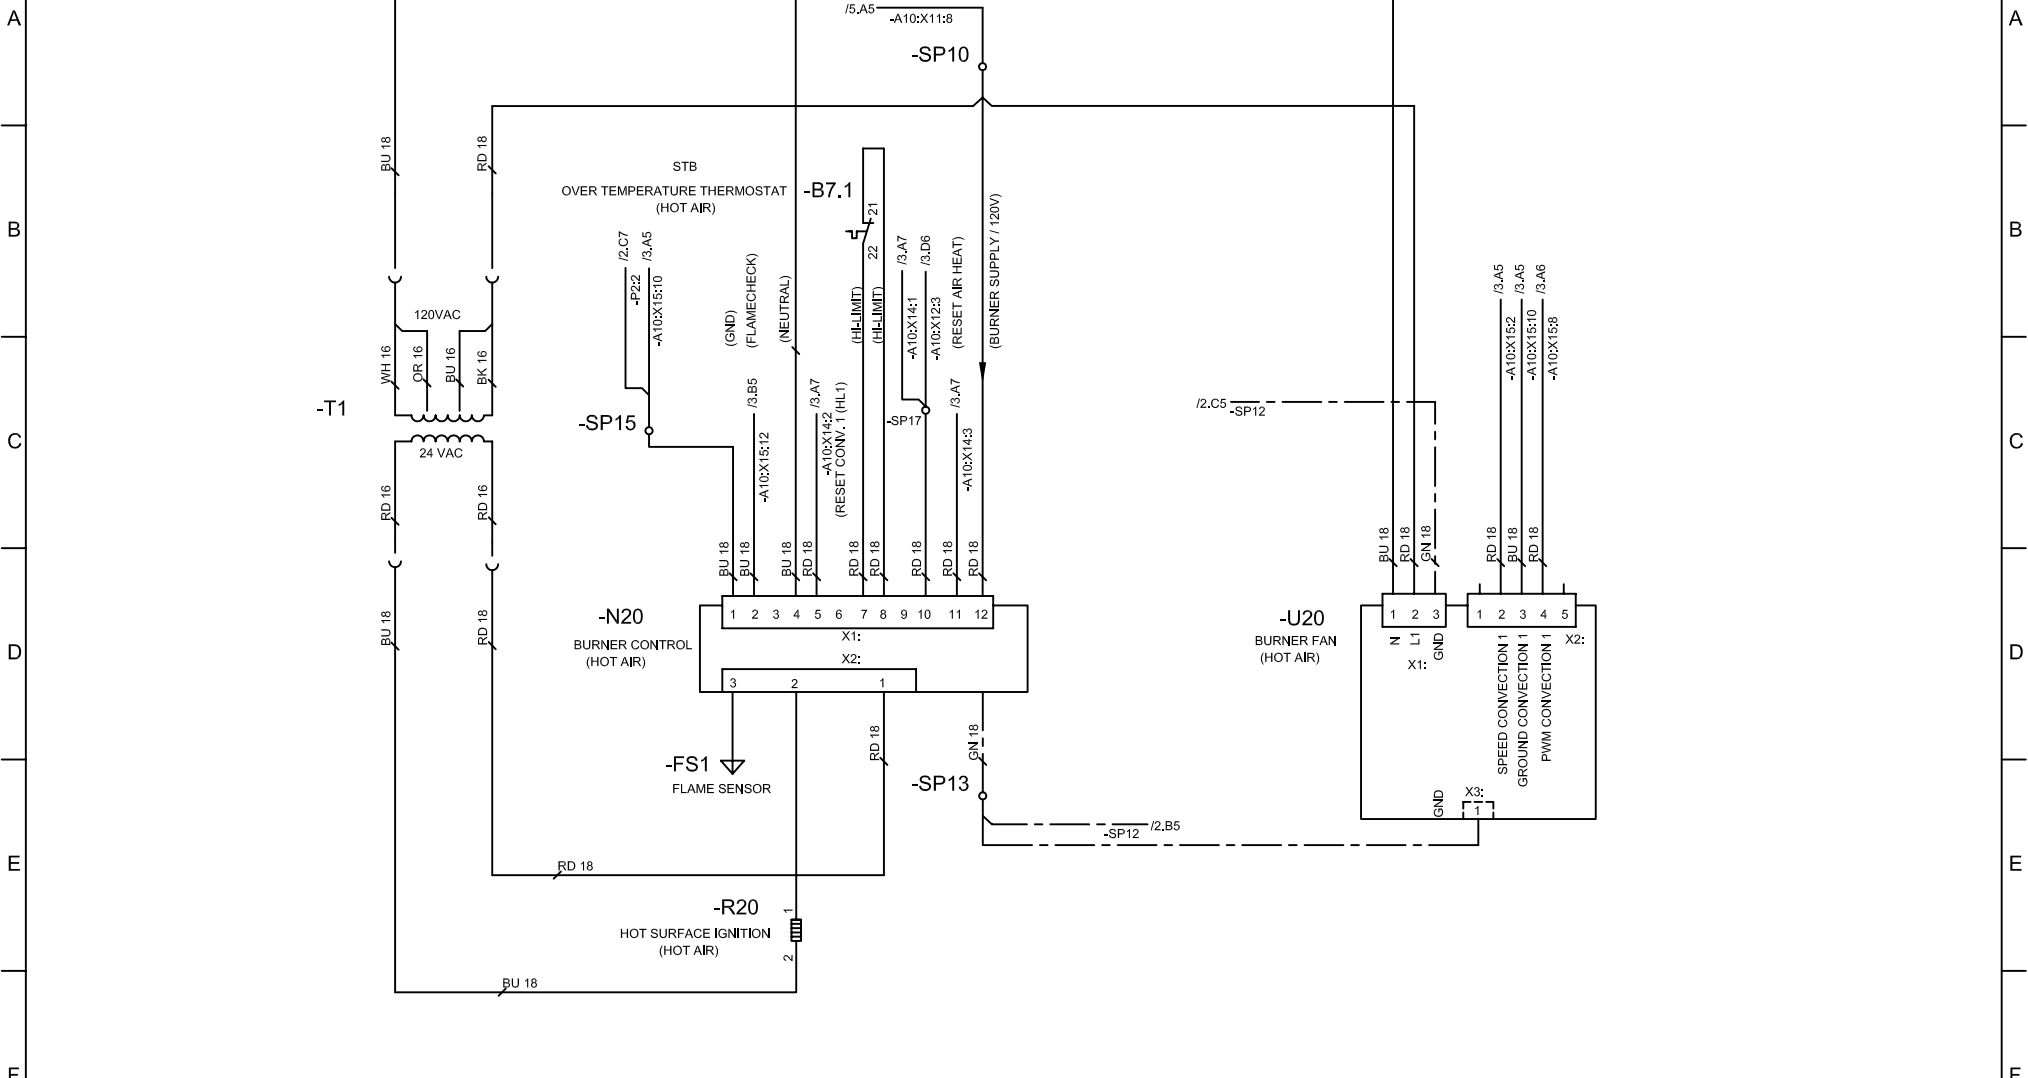 A
A
/5.A5
-A10:X11:8
-SP10
BU 18
RD 18
STB
OVER TEMPERATURE THERMOSTAT
(HOT AIR)
-B7.1
21
22
B
B
/2.C7
/3.A5
-P2:2
-A10:X15:10
(GND)
(FLAMECHECK)
(NEUTRAL)
(HI-LIMIT)
(HI-LIMIT)
/3.A7
/3.D6
-A10:X14:1
-A10:X12:3
(RESET AIR HEAT)
(BURNER SUPPLY / 120V)
/3.A5
/3.A5
/3.A6
-A10:X15:2
-A10:X15:10
-A10:X15:8
120VAC
WH 16
OR 16
BU 16
BK 16
-T1
24 VAC
C
C
-SP15
/3.B5
-A10:X15:12
/3.A7
-A10:X14:2
(RESET CONV. 1 (HL1)
-SP17
/3.A7
-A10:X14:3
/2.C5
-SP12
RD 16
RD 16
BU 18
BU 18
BU 18
RD 18
RD 18
RD 18
RD 18
RD 18
RD 18
BU 18
RD 18
GN 18
RD 18
BU 18
RD 18
BU 18
RD 18
-N20
BURNER CONTROL
(HOT AIR)
1 2 3 4 5 6 7 8 9 10 11 12
X1:
X2:
3 2 1
-U20
BURNER FAN
(HOT AIR)
1 2 3
N
L1
GND
X1:
1 2 3 4 5
X2:
SPEED CONVECTION 1
GROUND CONVECTION 1
PWM CONVECTION 1
D
D
-FS1
FLAME SENSOR
RD 18
GN 18
-SP13
GND
X3:
1
/2.B5
-SP12
E
E
RD 18
-R20
HOT SURFACE IGNITION
(HOT AIR)
1
2
BU 18
F
F